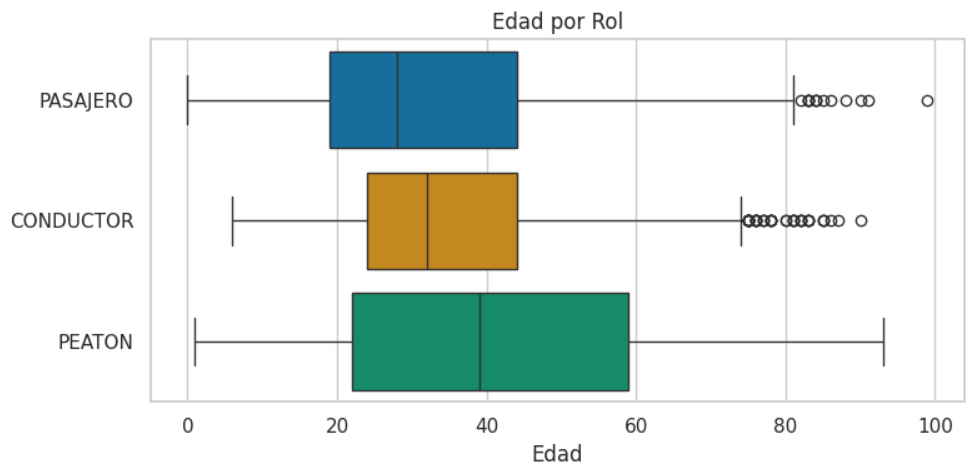 Edad por Rol
PASAJERO
CONDUCTOR
PEATON
0 20 40 60 80 100
Edad